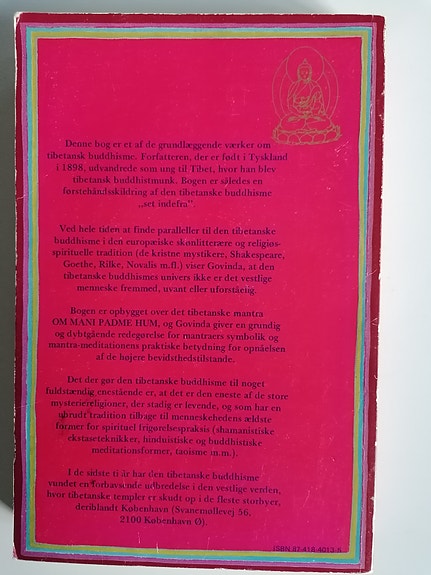 Denne bog er et af de grundlæggende værker om
tibetansk buddhisme. Forfatteren, der er født i Tyskland
i 1898, udvandrede som ung til Tibet, hvor han blev
tibetansk buddhistmunk. Bogen er således en
førstehåndsskildring af den tibetanske buddhisme
„set indefra".
Ved hele tiden at finde paralleller til den tibetanske
buddhisme i den europæiske skønlitterære og religiøs-
spirituelle tradition (de kristne mystikere, Shakespeare,
Goethe, Rilke, Novalis m.fl.) viser Govinda, at den
tibetanske buddhismes univers ikke er det vestlige
menneske fremmed, uvant eller uforståelig.
Bogen er opbygget over det tibetanske mantra
OM MANI PADME HUM, og Govinda giver en grundig
og dybtgående redegørelse for mantraers symbolik og
mantra-meditationens praktiske betydning for opnåelsen
af de højere bevidsthedstilstande.
Det der gør den tibetanske buddhisme til noget
fuldstændig enestående er, at det er den eneste af de store
mysteriereligioner, der stadig er levende, og som har en
ubrudt tradition tilbage til menneskehedens ældste
former for spirituel frigørelsespraksis (shamanistiske
ekstaseteknikker, hinduistiske og buddhistiske
meditationsformer, taoisme m.m.).
I de sidste ti år har den tibetanske buddhisme
vundet en forbavsende udbredelse i den vestlige verden,
hvor tibetanske templer er skudt op i de fleste storbyer,
deriblandt København (Svanemøllevej 56,
2100 København Ø).
ISBN 87-418-4013-8